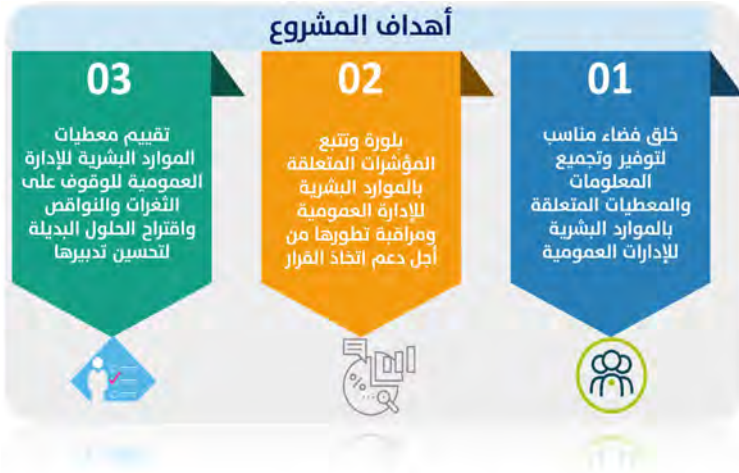 أهداف المشروع
01
خلق فضاء مناسب
لتوفير وتجميع
المعلومات
والمعطيات المتعلقة
بالموارد البشرية
للإدارات العمومية
02
بلورة وتتبع
المؤشرات المتعلقة
بالموارد البشرية
للإدارة العمومية
ومراقبة تطورها من
أجل دعم اتخاذ القرار
03
تقييم معطيات
الموارد البشرية للإدارة
العمومية للوقوف على
الثغرات والنواقص
واقتراح الحلول البديلة
لتحسين تدبيرها